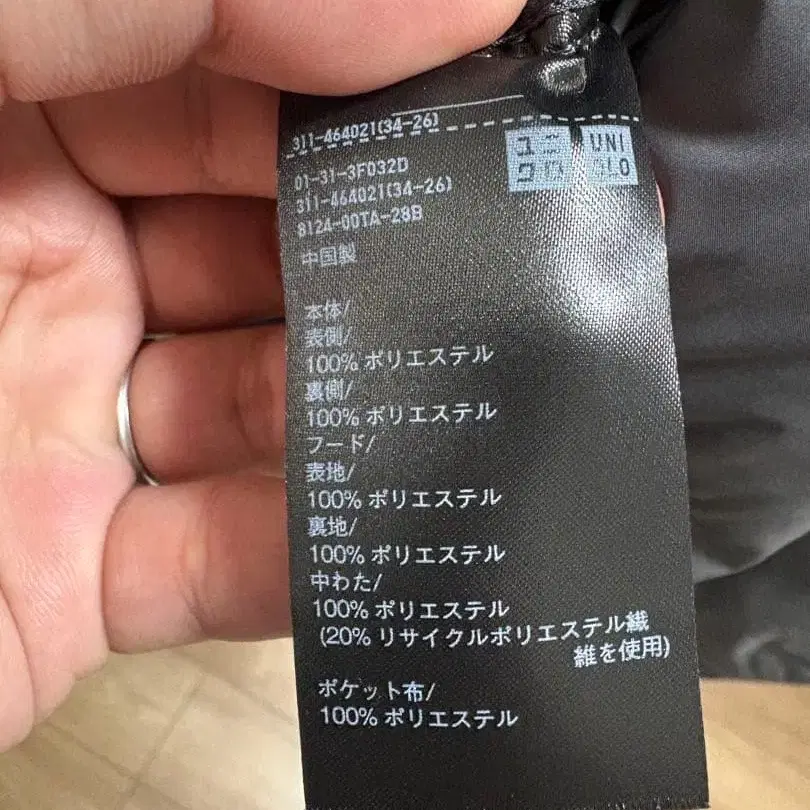 311-464021(34-26)
ユニ UNI
クロ QLO
01-31-3F032D
311-464021(34-26)
812A-00TA-28B
中国製
本体/
表側/
100% ポリエステル
裏側/
100% ポリエステル
フード/
表地/
100% ポリエステル
裏地/
100% ポリエステル
中わた/
100% ポリエステル
(20% リサイクルポリエステル繊
維を使用)
ポケット布/
100% ポリエステル